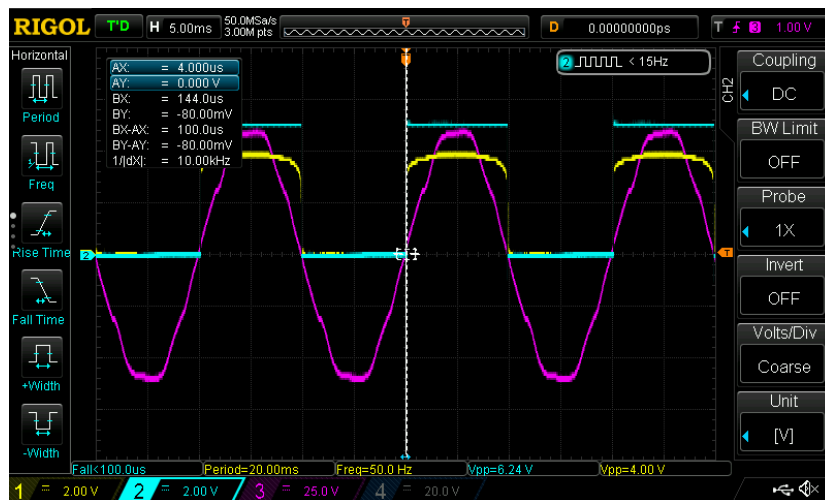 RIGOL T'D H 5.00ms 50.0MSa/s 3.00M pts D 0.00000000ps T 3 1.00 V
Horizontal
Period
Freq
Rise Time
Fall Time
+Width
-Width
AX: = 4.000us
AY: = 0.000 V
BX: = 144.0us
BY: = -80.00mV
BX-AX: = 100.0us
BY-AY: = -80.00mV
1/|dX|: = 10.00kHz
T
2 < 15Hz
2
T
CH2
Coupling
DC
BW Limit
OFF
Probe
1X
Invert
OFF
Volts/Div
Coarse
Unit
[V]
Fall<100.0us Period=20.00ms Freq=50.0 Hz Vpp=6.24 V Vpp=4.00 V
1 = 2.00 V 2 = 2.00 V 3 = 25.0 V 4 = 20.0 V